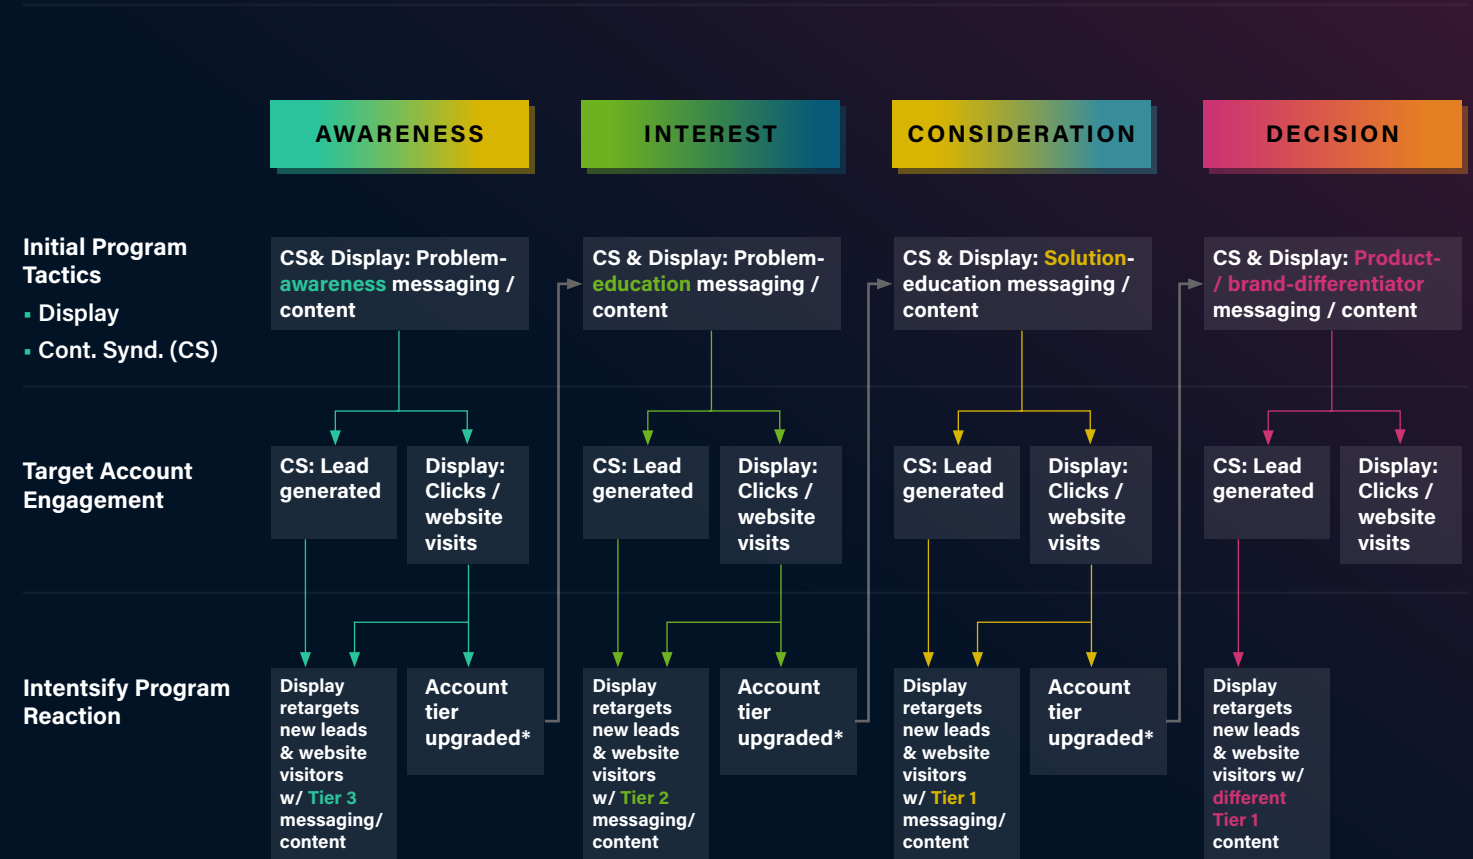 AWARENESS
INTEREST
CONSIDERATION
DECISION
Initial Program
Tactics
▪ Display
▪ Cont. Synd. (CS)
CS& Display: Problem-
awareness messaging /
content
CS & Display: Problem-
education messaging /
content
CS & Display: Solution-
education messaging /
content
CS & Display: Product-
/ brand-differentiator
messaging / content
Target Account
Engagement
CS: Lead
generated
Display:
Clicks /
website
visits
CS: Lead
generated
Display:
Clicks /
website
visits
CS: Lead
generated
Display:
Clicks /
website
visits
CS: Lead
generated
Display:
Clicks /
website
visits
Intentsify Program
Reaction
Display
retargets
new leads
& website
visitors
w/ Tier 3
messaging/
content
Account
tier
upgraded*
Display
retargets
new leads
& website
visitors
w/ Tier 2
messaging/
content
Account
tier
upgraded*
Display
retargets
new leads
& website
visitors
w/ Tier 1
messaging/
content
Account
tier
upgraded*
Display
retargets
new leads
& website
visitors w/
different
Tier 1
content